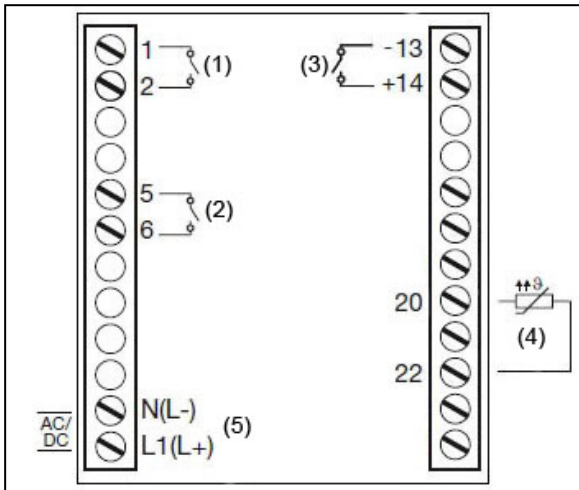 1
(1)
2
(3)
-13
+14
5
(2)
6
20
ϑ
(4)
22
AC/
DC
N(L-)
(5)
L1(L+)